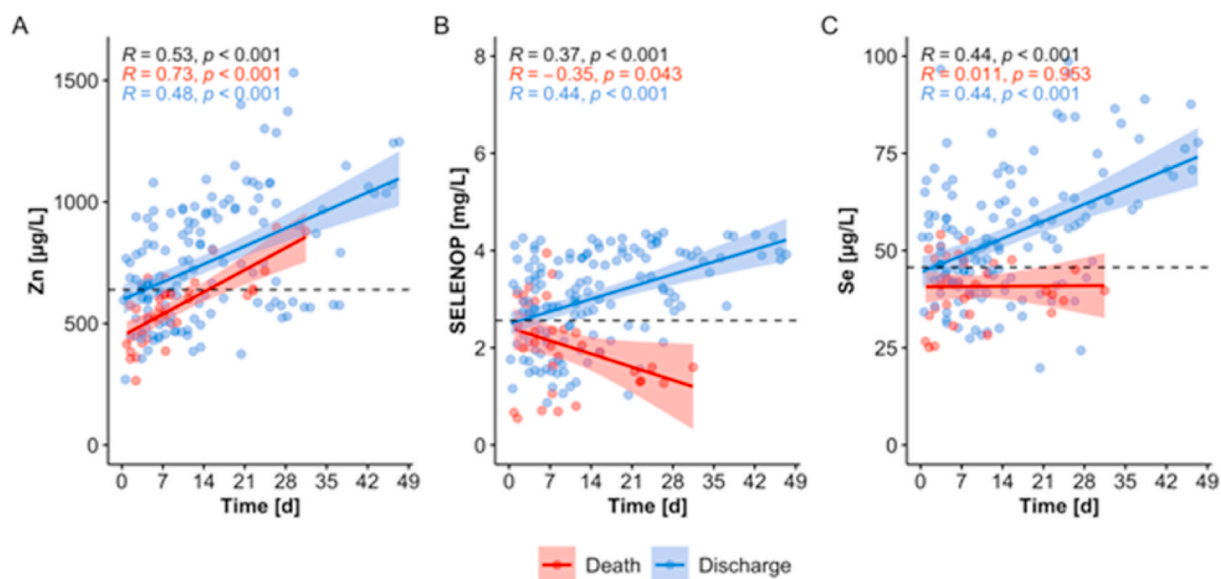 A
R = 0.53, p < 0.001
R = 0.73, p < 0.001
R = 0.48, p < 0.001
1500
1000
500
0
Zn [µg/L]
0 7 14 21 28 35 42 49
Time [d]
B
R = 0.37, p < 0.001
R = − 0.35, p = 0.043
R = 0.44, p < 0.001
8
6
4
2
0
SELENOP [mg/L]
0 7 14 21 28 35 42 49
Time [d]
C
R = 0.44, p < 0.001
R = 0.011, p = 0.953
R = 0.44, p < 0.001
100
75
50
25
0
Se [µg/L]
0 7 14 21 28 35 42 49
Time [d]
Death Discharge